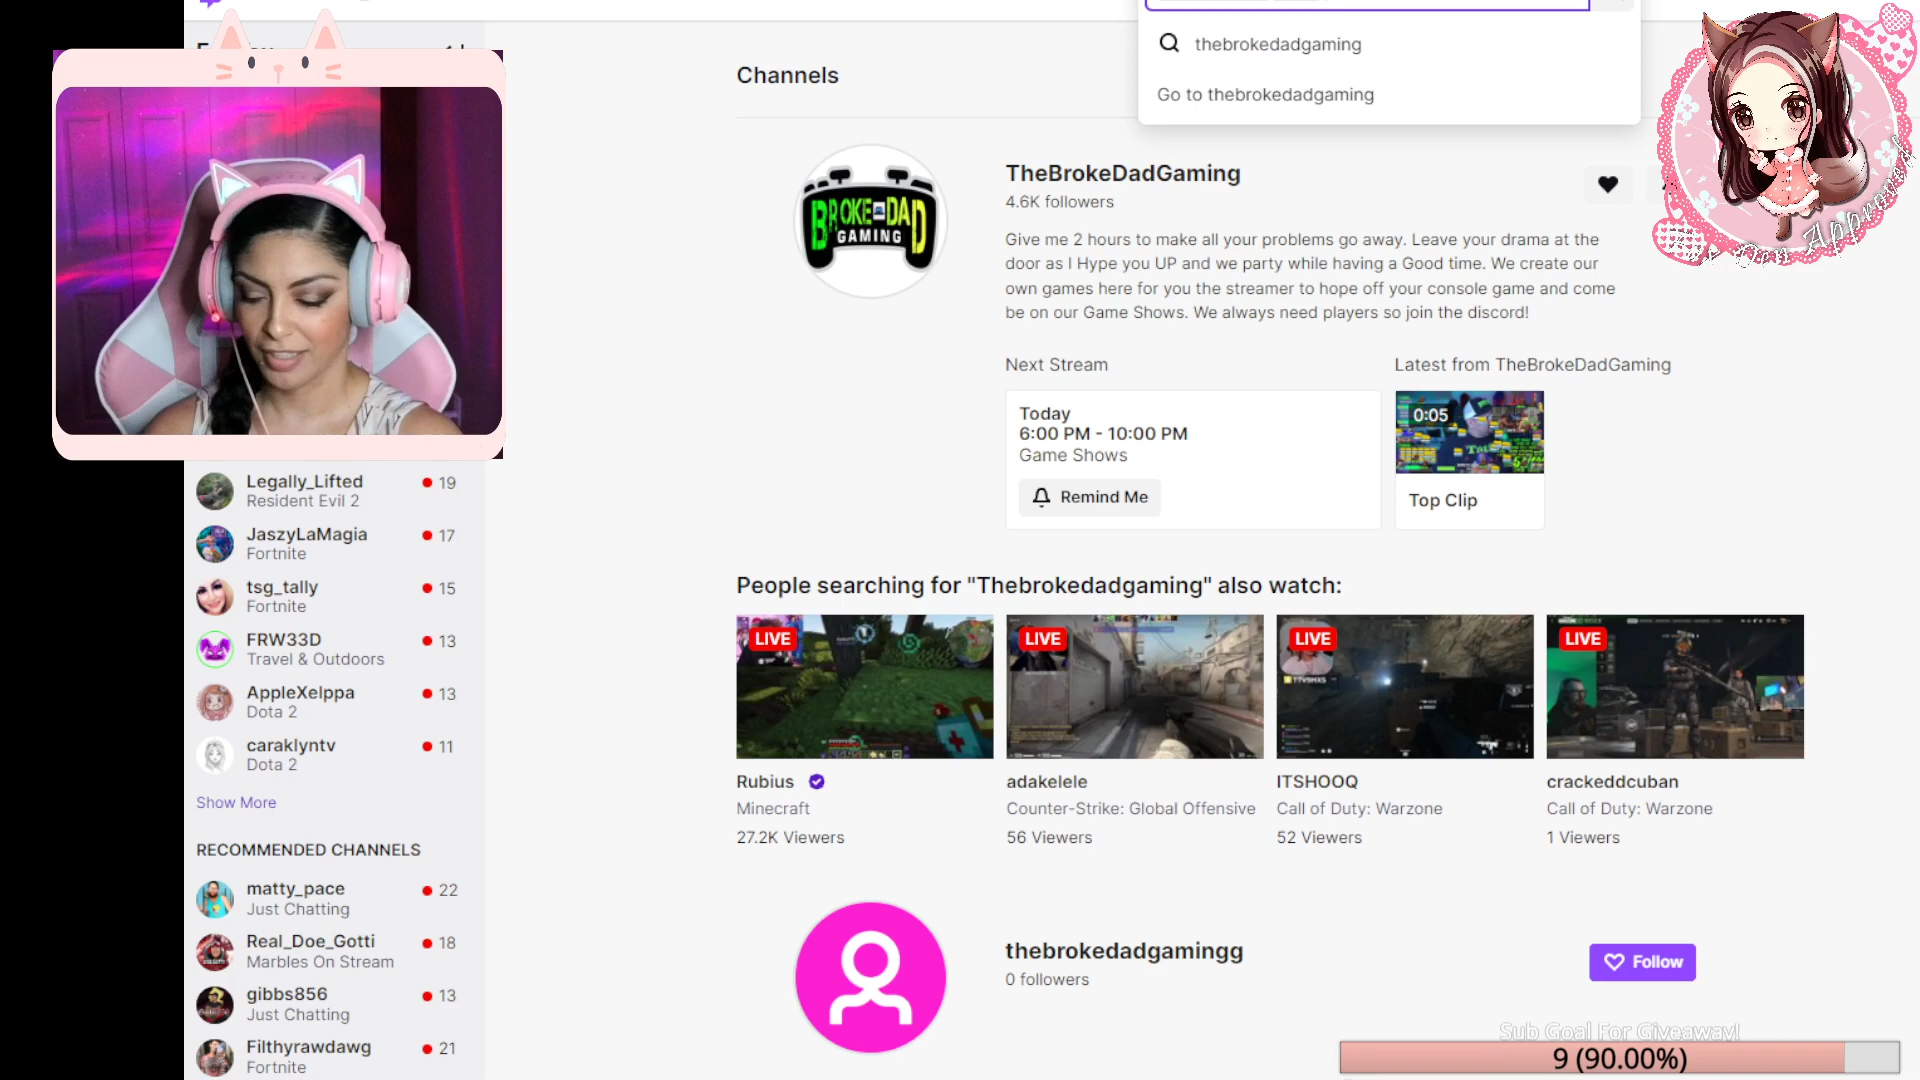 thebrokedadgaming
Go to thebrokedadgaming
Channels
BROKE DAD
GAMING
TheBrokeDadGaming
4.6K followers
Give me 2 hours to make all your problems go away. Leave your drama at the
door as I Hype you UP and we party while having a Good time. We create our
own games here for you the streamer to hope off your console game and come
be on our Game Shows. We always need players so join the discord!
Next Stream
Latest from TheBrokeDadGaming
Today
6:00 PM - 10:00 PM
Game Shows
Remind Me
0:05
Top Clip
Approved
Legally_Lifted
19
Resident Evil 2
JaszyLaMagia
17
Fortnite
tsg_tally
15
Fortnite
FRW33D
13
Travel & Outdoors
AppleXelppa
13
Dota 2
caraklyntv
11
Dota 2
Show More
RECOMMENDED CHANNELS
matty_pace
22
Just Chatting
Real_Doe_Gotti
18
Marbles On Stream
gibbs856
13
Just Chatting
Filthyrawdawg
21
Fortnite
People searching for "Thebrokedadgaming" also watch:
LIVE
LIVE
LIVE
LIVE
Rubius
Minecraft
27.2K Viewers
adakelele
Counter-Strike: Global Offensive
56 Viewers
ITSHOOQ
Call of Duty: Warzone
52 Viewers
crackeddcuban
Call of Duty: Warzone
1 Viewers
thebrokedadgamingg
0 followers
Follow
Sub Goal For Giveaway!
9 (90.00%)